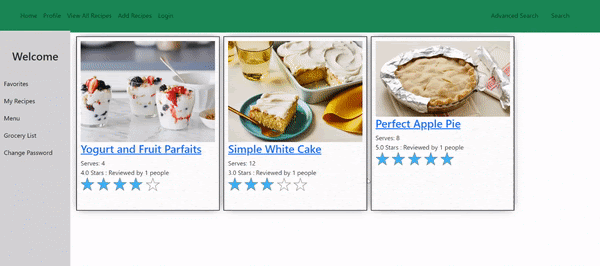 Home Profile View All Recipes Add Recipes Login Advanced Search Search
Welcome
Favorites
My Recipes
Menu
Grocery List
Change Password
Yogurt and Fruit Parfaits
Serves: 4
4.0 Stars : Reviewed by 1 people
Simple White Cake
Serves: 12
3.0 Stars : Reviewed by 1 people
Perfect Apple Pie
Serves: 8
5.0 Stars : Reviewed by 1 people